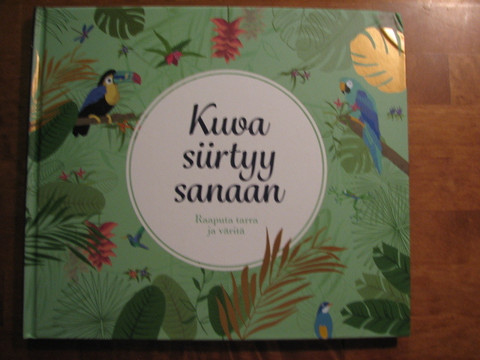 Kuva
siirtyy
sanaan
Raaputa tarra
ja väritä